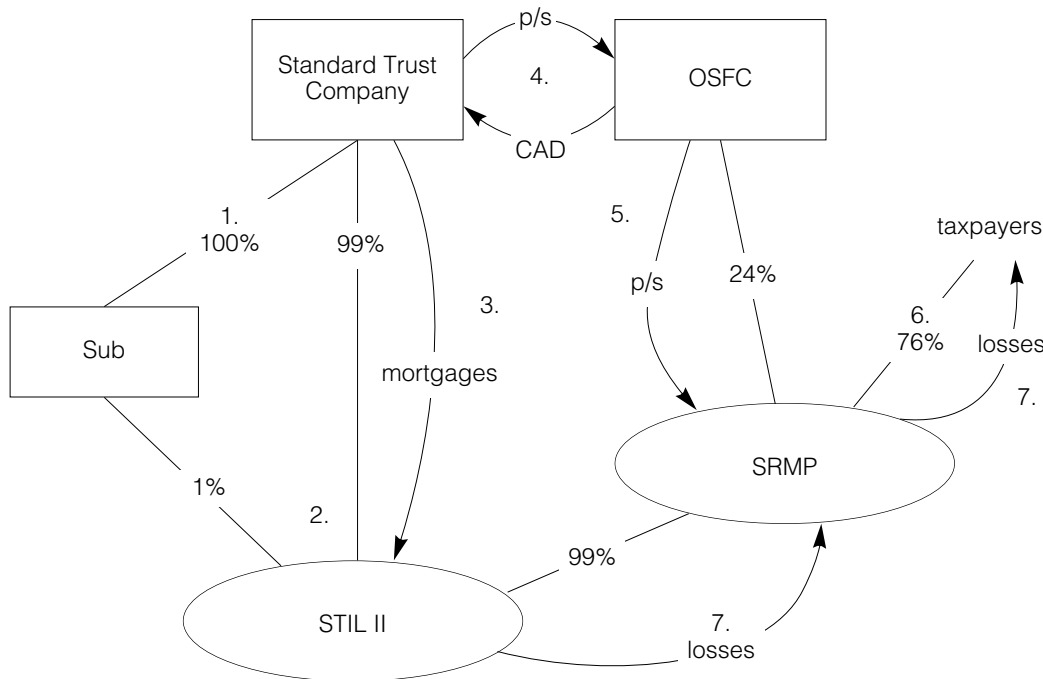 p/s
Standard Trust
Company
4.
OSFC
CAD
1.
100%
99%
5.
taxpayers
p/s
24%
3.
6.
76%
losses
Sub
mortgages
7.
SRMP
1%
2.
99%
STIL II
7.
losses